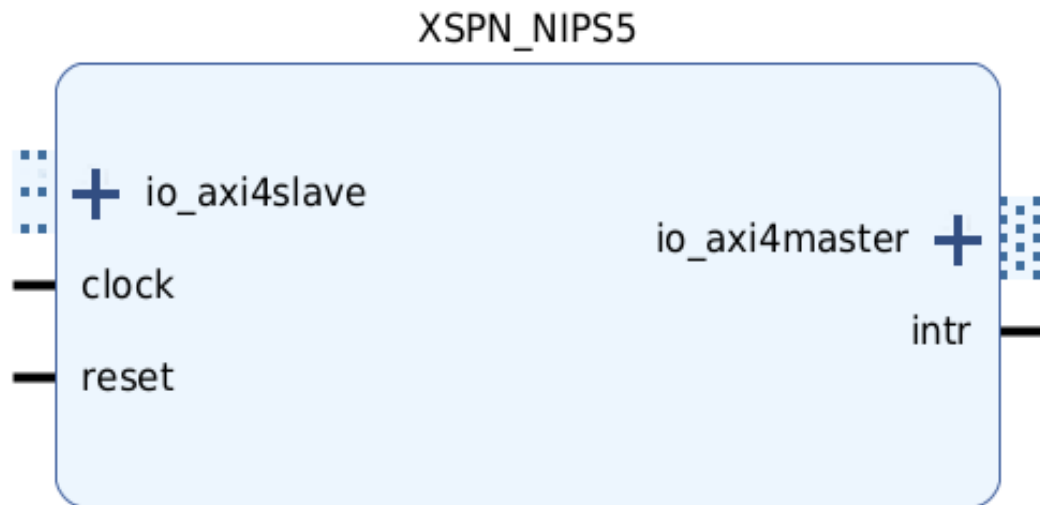 XSPN_NIPS5
io_axi4slave
io_axi4master
clock
intr
reset